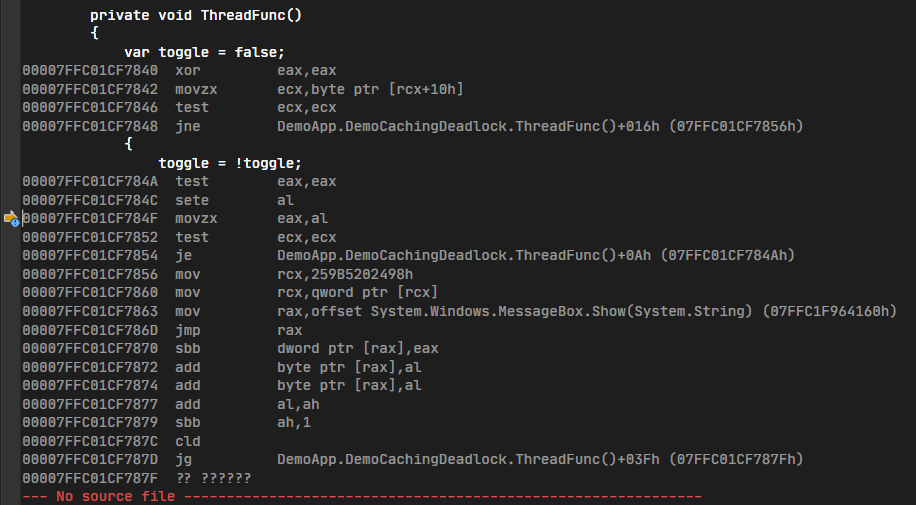 private void ThreadFunc()
{
var toggle = false;
00007FFC01CF7840 xor eax,eax
00007FFC01CF7842 movzx ecx,byte ptr [rcx+10h]
00007FFC01CF7846 test ecx,ecx
00007FFC01CF7848 jne DemoApp.DemoCachingDeadlock.ThreadFunc()+016h (07FFC01CF7856h)
{
toggle = !toggle;
00007FFC01CF784A test eax,eax
00007FFC01CF784C sete al
00007FFC01CF784F movzx eax,al
00007FFC01CF7852 test ecx,ecx
00007FFC01CF7854 je DemoApp.DemoCachingDeadlock.ThreadFunc()+0Ah (07FFC01CF784Ah)
00007FFC01CF7856 mov rcx,259B5202498h
00007FFC01CF7860 mov rcx,qword ptr [rcx]
00007FFC01CF7863 mov rax,offset System.Windows.MessageBox.Show(System.String) (07FFC1F964160h)
00007FFC01CF786D jmp rax
00007FFC01CF7870 sbb dword ptr [rax],eax
00007FFC01CF7872 add byte ptr [rax],al
00007FFC01CF7874 add byte ptr [rax],al
00007FFC01CF7877 add al,ah
00007FFC01CF7879 sbb ah,1
00007FFC01CF787C cld
00007FFC01CF787D jg DemoApp.DemoCachingDeadlock.ThreadFunc()+03Fh (07FFC01CF787Fh)
00007FFC01CF787F ?? ??????
--- No source file -------------------------------------------------------------